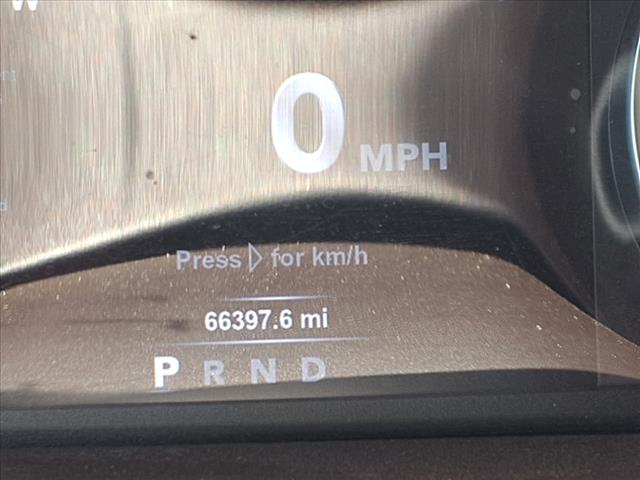 W
0 MPH
Press ▷ for km/h
66397.6 mi
P R N D